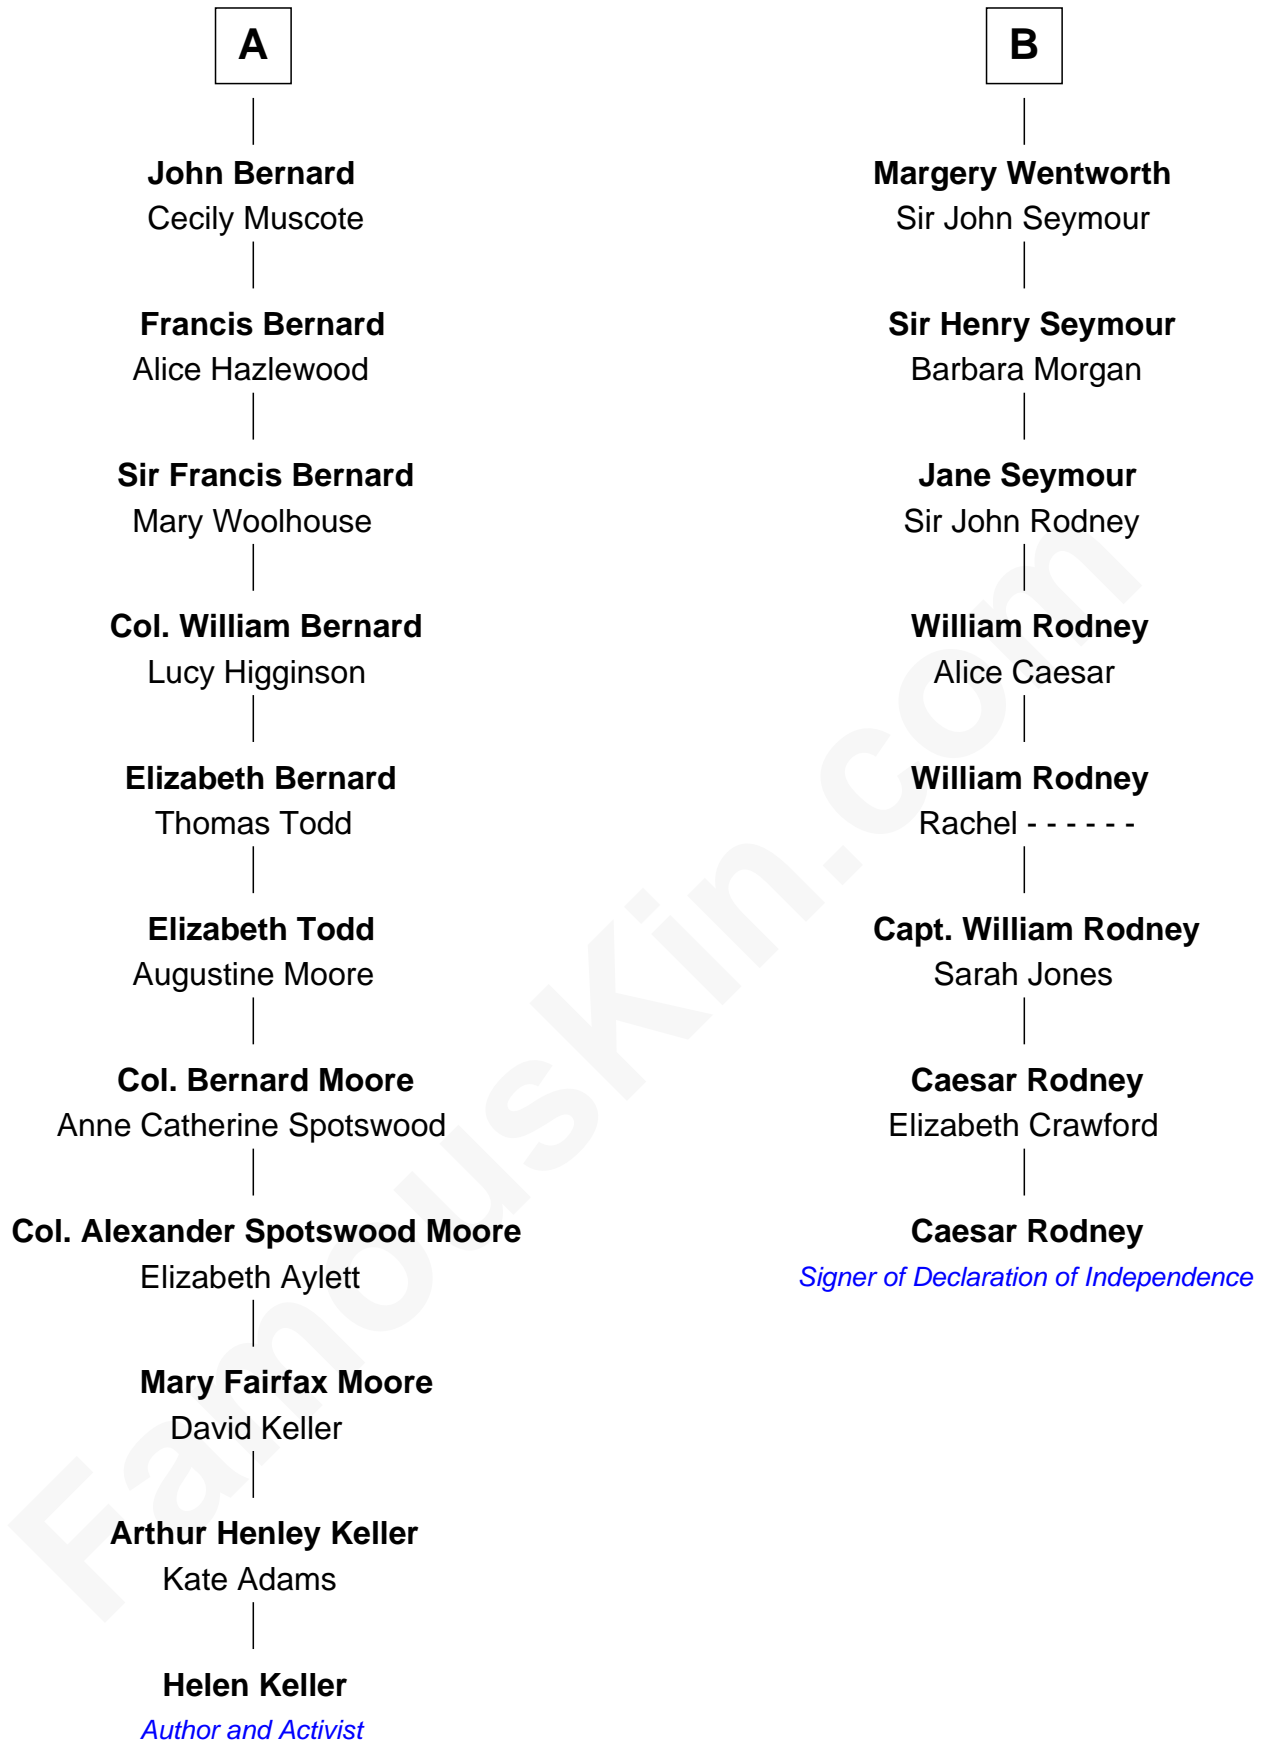 A
John Bernard
Cecily Muscote
Francis Bernard
Alice Hazlewood
Sir Francis Bernard
Mary Woolhouse
Col. William Bernard
Lucy Higginson
Elizabeth Bernard
Thomas Todd
Elizabeth Todd
Augustine Moore
Col. Bernard Moore
Anne Catherine Spotswood
Col. Alexander Spotswood Moore
Elizabeth Aylett
Mary Fairfax Moore
David Keller
Arthur Henley Keller
Kate Adams
Helen Keller
Author and Activist
B
Margery Wentworth
Sir John Seymour
Sir Henry Seymour
Barbara Morgan
Jane Seymour
Sir John Rodney
William Rodney
Alice Caesar
William Rodney
Rachel - - - - - -
Capt. William Rodney
Sarah Jones
Caesar Rodney
Elizabeth Crawford
Caesar Rodney
Signer of Declaration of Independence
FamousKin.com